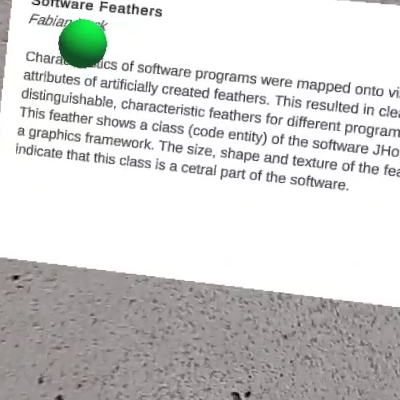 Software Feathers
Fabian
of software programs were mapped onto
attributes of artificially created feathers. This resulted in
distinguishable, characteristic feathers for different
This feather shows a class (code entity) of the software
a graphics framework. The size, shape and texture of the
indicate that this class is a cetral part of the software.